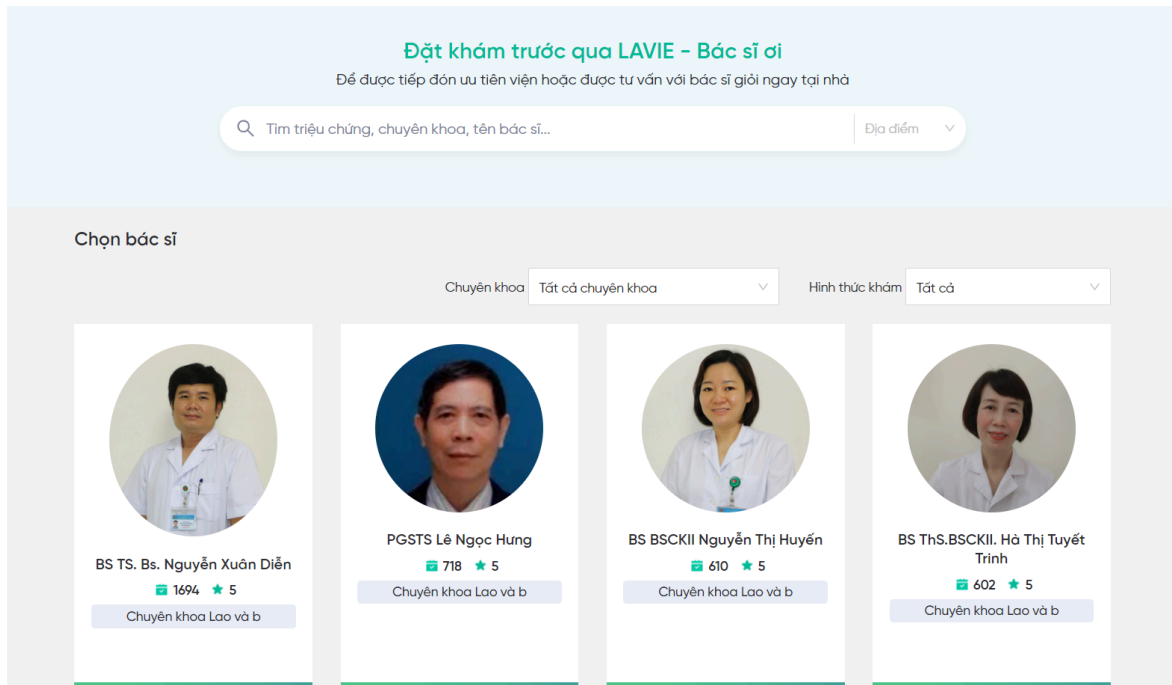 Đặt khám trước qua LAVIE - Bác sĩ ơi
Để được tiếp đón ưu tiên viện hoặc được tư vấn với bác sĩ giỏi ngay tại nhà
Tìm triệu chứng, chuyên khoa, tên bác sĩ...
Địa điểm
Chọn bác sĩ
Chuyên khoa
Tất cả chuyên khoa
Hình thức khám
Tất cả
BS TS. Bs. Nguyễn Xuân Diễn
1694 5
Chuyên khoa Lao và b
PGSTS Lê Ngọc Hưng
718 5
Chuyên khoa Lao và b
BS BSCKII Nguyễn Thị Huyến
610 5
Chuyên khoa Lao và b
BS ThS.BSCKII. Hà Thị Tuyết
Trinh
602 5
Chuyên khoa Lao và b